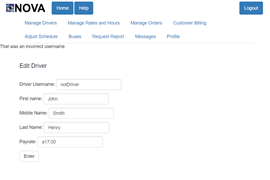 NOVA Home Help Logout
Manage Drivers Manage Rates and Hours Manage Orders Customer Billing
Adjust Schedule Buses Request Report Messages Profile
That was an incorrect username
Edit Driver
Driver Username: notDriver
First name: John
Middle Name: Smith
Last Name: Henry
Payrate: a17.00
Enter